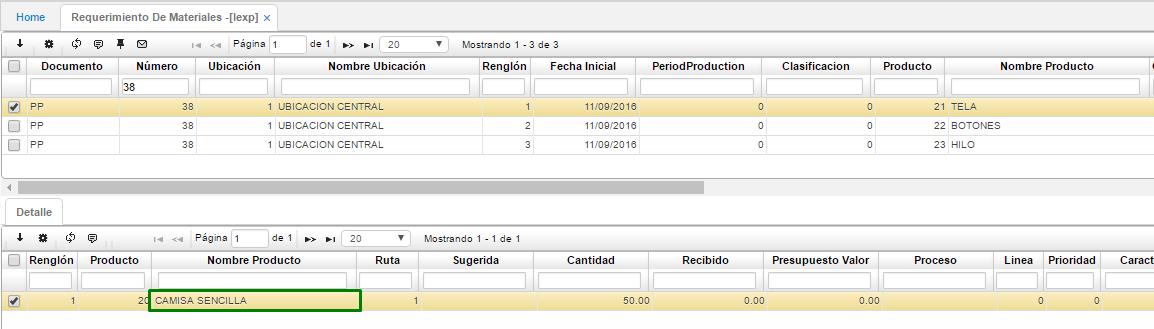 Home Requerimiento De Materiales -[lexp] ×
Página 1 de 1 20 Mostrando 1 - 3 de 3
Documento Número Ubicación Nombre Ubicación Renglón Fecha Inicial PeriodProduction Clasificacion Producto Nombre Producto
38
PP 38 1 UBICACION CENTRAL 1 11/09/2016 0 0 21 TELA
PP 38 1 UBICACION CENTRAL 2 11/09/2016 0 0 22 BOTONES
PP 38 1 UBICACION CENTRAL 3 11/09/2016 0 0 23 HILO
Detalle
Página 1 de 1 20 Mostrando 1 - 1 de 1
Renglón Producto Nombre Producto Ruta Sugerida Cantidad Recibido Presupuesto Valor Proceso Linea Prioridad Caract
1 20 CAMISA SENCILLA 1 50.00 0.00 0.00 0 0